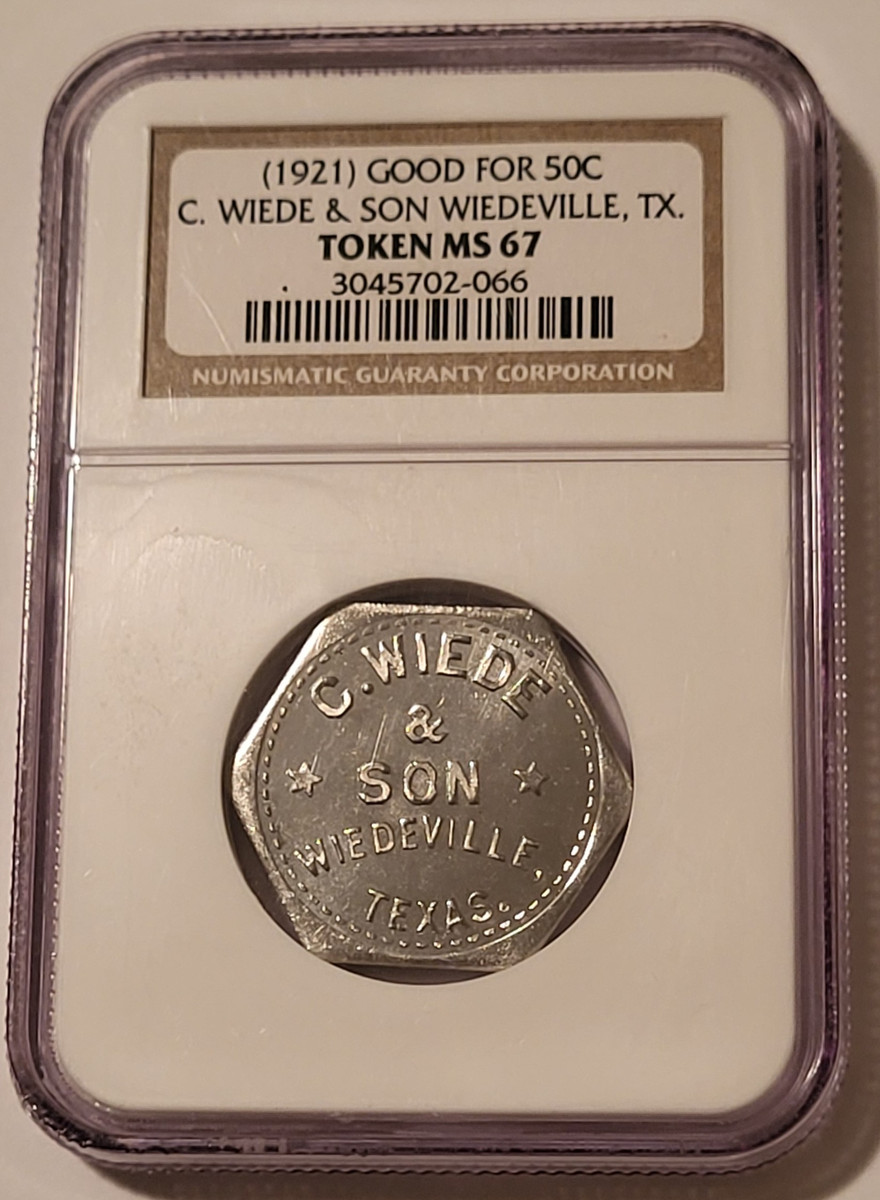 (1921) GOOD FOR 50C
C. WIEDE & SON WIEDEVILLE, TX.
TOKEN MS 67
3045702-066
NUMISMATIC GUARANTY CORPORATION
C. WIEDE
&
SON
WIEDEVILLE,
TEXAS.